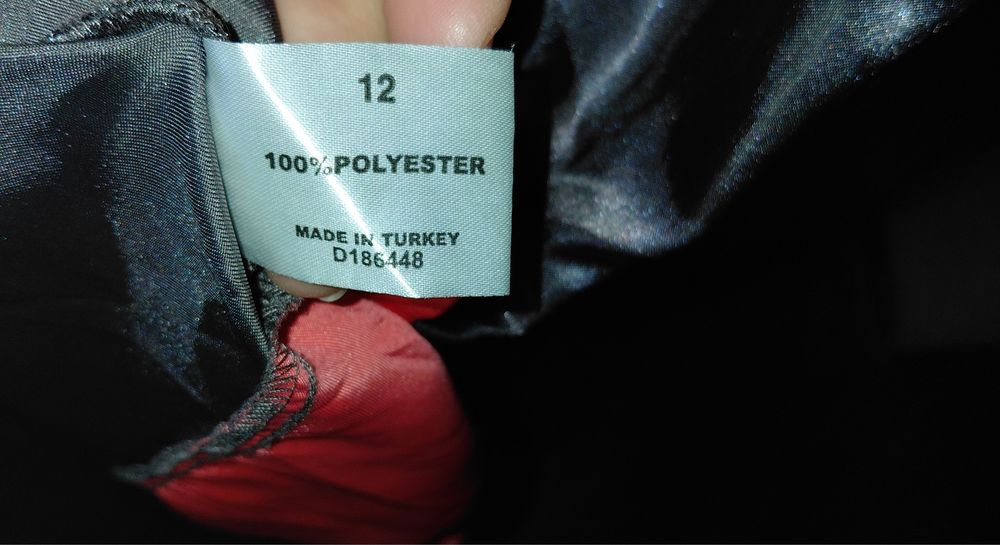 12
100%POLYESTER
MADE IN TURKEY
D186448